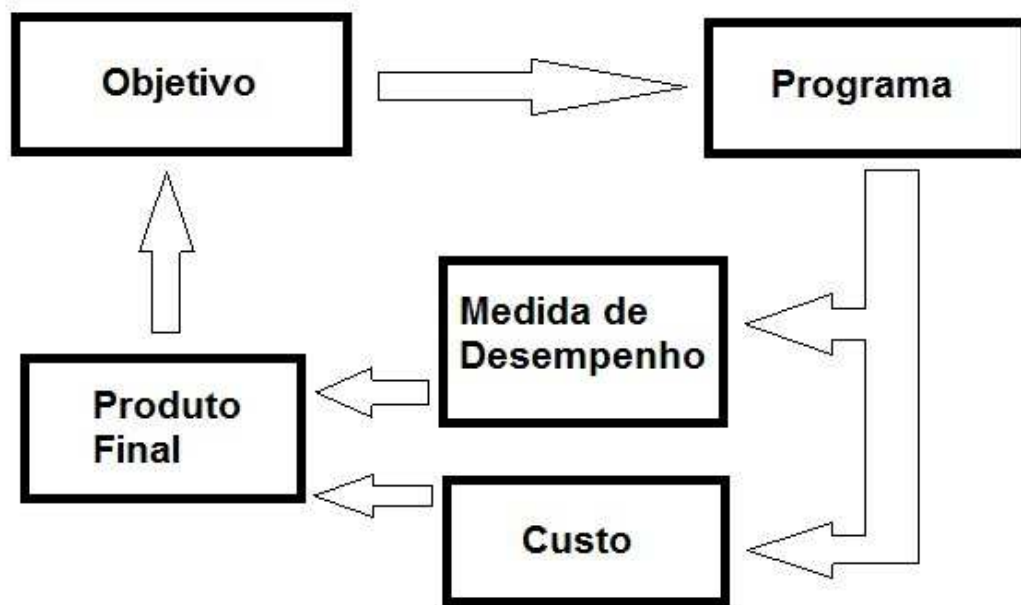 Objetivo
Programa
Medida de
Desempenho
Produto
Final
Custo